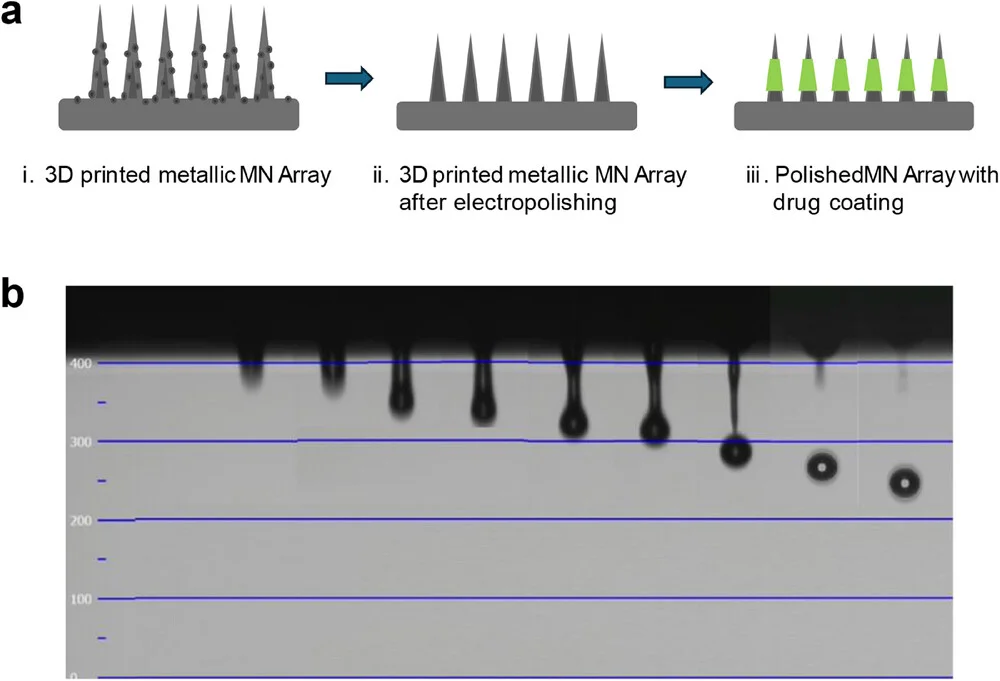 a
i. 3D printed metallic MN Array
ii. 3D printed metallic MN Array
after electropolishing
iii. PolishedMN Array with
drug coating
b
400
300
200
100
0